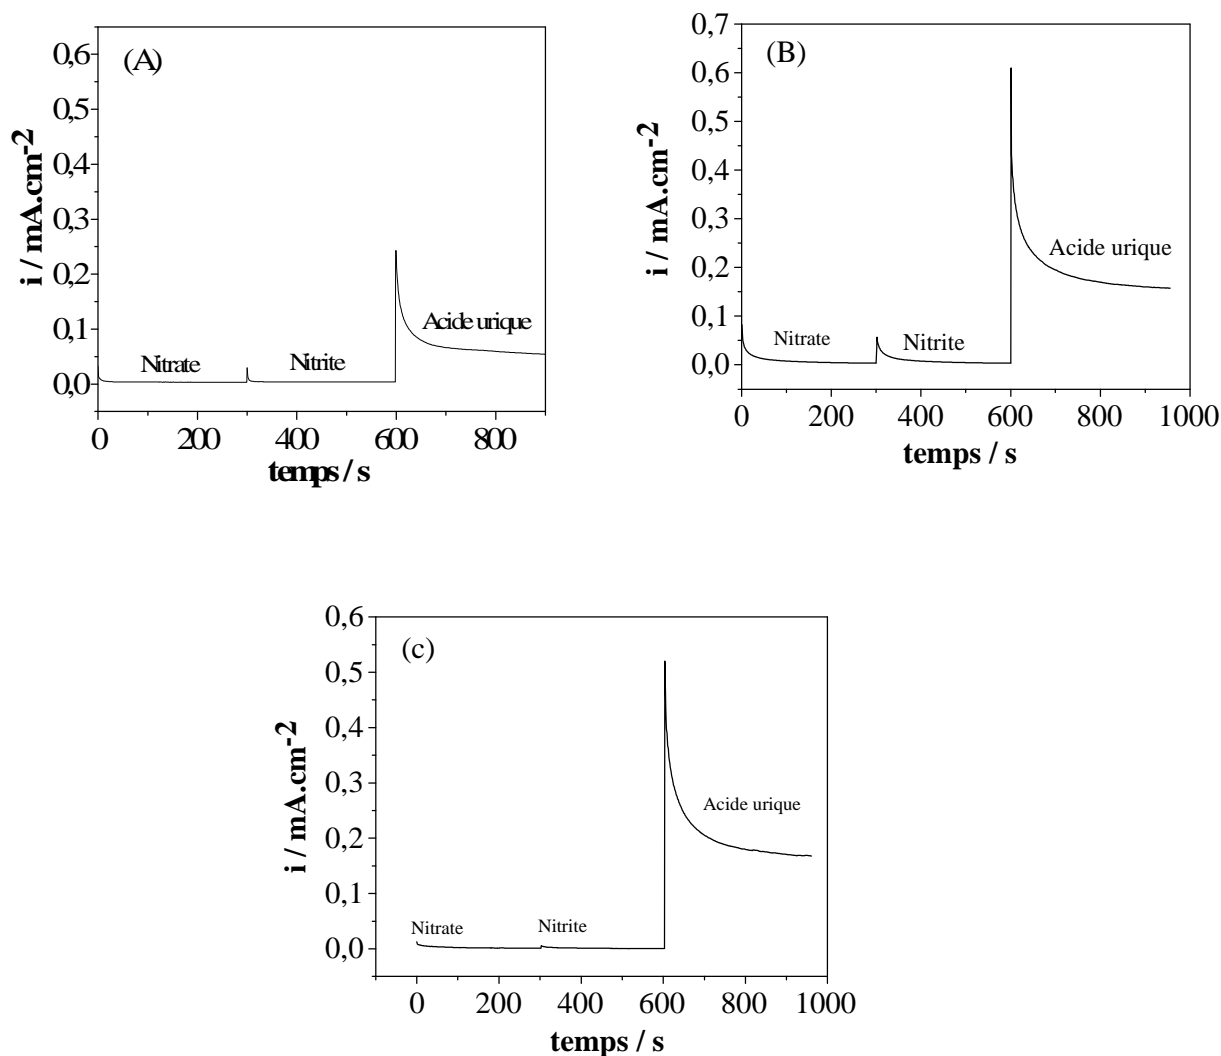 (A)
0,6
0,5
0,4
0,3
0,2
0,1
0,0
i / mA.cm-2
Nitrate
Nitrite
Acide urique
0 200 400 600 800
temps / s
(B)
0,7
0,6
0,5
0,4
0,3
0,2
0,1
0,0
i / mA.cm-2
Nitrate
Nitrite
Acide urique
0 200 400 600 800 1000
temps / s
(c)
0,6
0,5
0,4
0,3
0,2
0,1
0,0
i / mA.cm-2
Nitrate
Nitrite
Acide urique
0 200 400 600 800 1000
temps / s